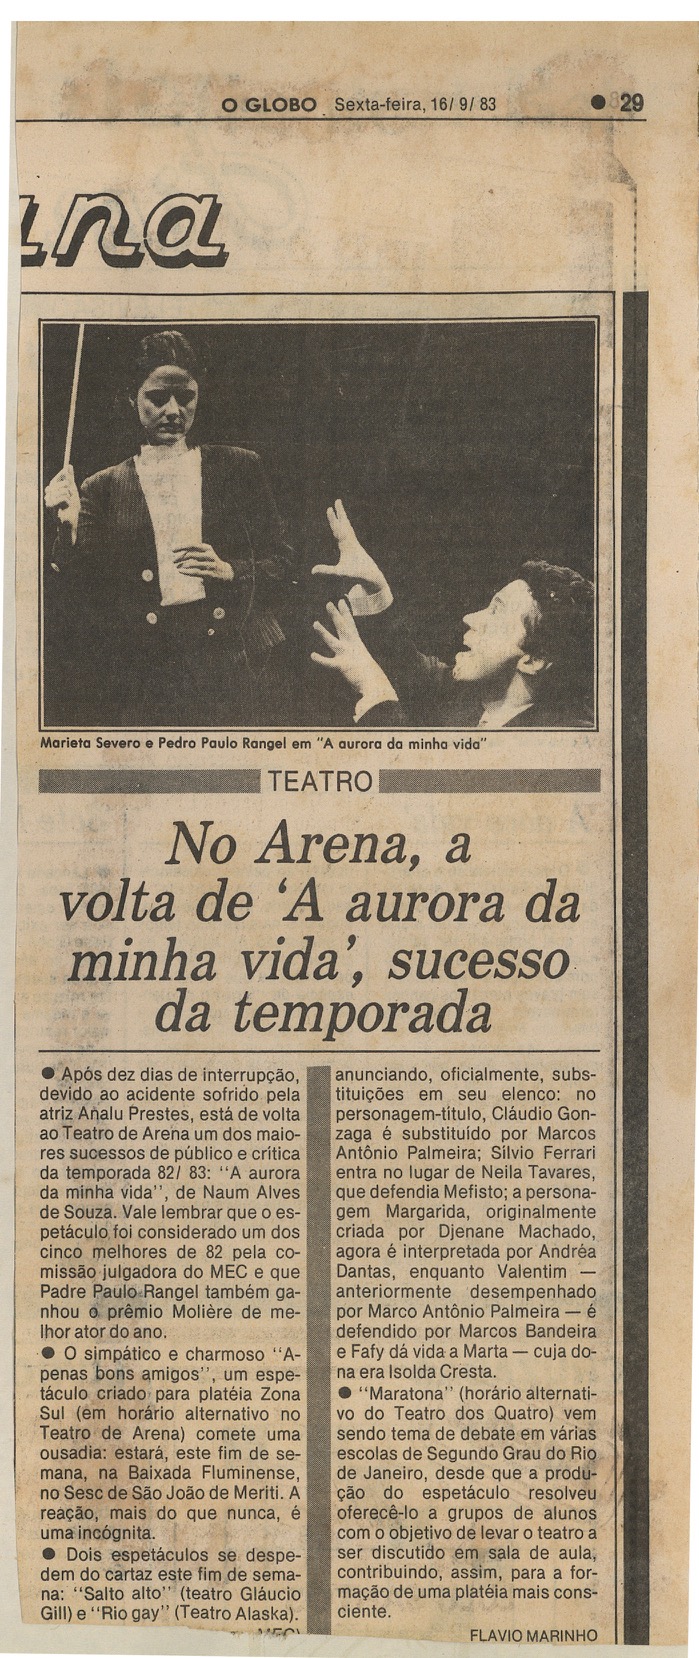 O GLOBO Sexta-feira, 16/ 9/ 83 ● 29
na
Marieta Severo e Pedro Paulo Rangel em "A aurora da minha vida"
TEATRO
No Arena, a
volta de ‘A aurora da
minha vida’, sucesso
da temporada
● Após dez dias de interrupção,
devido ao acidente sofrido pela
atriz Analu Prestes, está de volta
ao Teatro de Arena um dos maio-
res sucessos de público e crítica
da temporada 82/ 83: "A aurora
da minha vida", de Naum Alves
de Souza. Vale lembrar que o es-
petáculo foi considerado um dos
cinco melhores de 82 pela co-
missão julgadora do MEC e que
Padre Paulo Rangel também ga-
nhou o prêmio Molière de me-
lhor ator do ano.
● O simpático e charmoso "A-
penas bons amigos", um espe-
táculo criado para platéia Zona
Sul (em horário alternativo no
Teatro de Arena) comete uma
ousadia: estará, este fim de se-
mana, na Baixada Fluminense,
no Sesc de São João de Meriti. A
reação, mais do que nunca, é
uma incógnita.
● Dois espetáculos se despe-
dem do cartaz este fim de sema-
na: "Salto alto" (teatro Gláucio
Gill) e "Rio gay" (Teatro Alaska).
MEC)
anunciando, oficialmente, subs-
tituições em seu elenco: no
personagem-título, Cláudio Gon-
zaga é substituído por Marcos
Antônio Palmeira; Sílvio Ferrari
entra no lugar de Neila Tavares,
que defendia Mefisto; a persona-
gem Margarida, originalmente
criada por Djenane Machado,
agora é interpretada por Andréa
Dantas, enquanto Valentim —
anteriormente desempenhado
por Marco Antônio Palmeira — é
defendido por Marcos Bandeira
e Fafy dá vida a Marta — cuja do-
na era Isolda Cresta.
● "Maratona" (horário alternati-
vo do Teatro dos Quatro) vem
sendo tema de debate em várias
escolas de Segundo Grau do Rio
de Janeiro, desde que a produ-
ção do espetáculo resolveu
oferecê-lo a grupos de alunos
com o objetivo de levar o teatro a
ser discutido em sala de aula,
contribuindo, assim, para a for-
mação de uma platéia mais cons-
ciente.
FLAVIO MARINHO